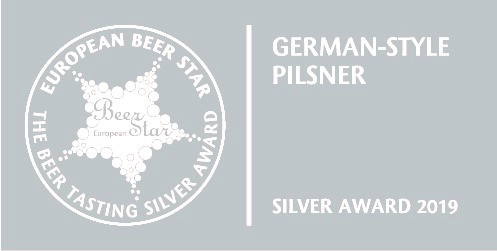 EUROPEAN BEER STAR
THE BEER TASTING SILVER AWARD
Beer
European Star
GERMAN-STYLE
PILSNER
SILVER AWARD 2019